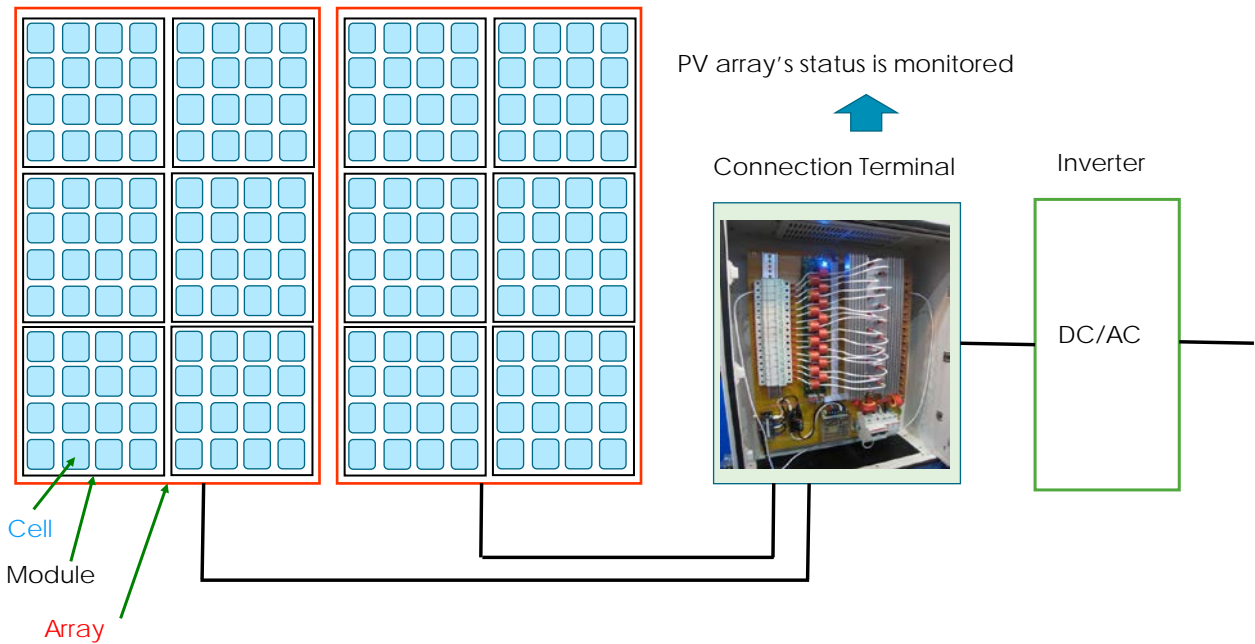 PV array's status is monitored
Connection Terminal
Inverter
DC/AC
Cell
Module
Array